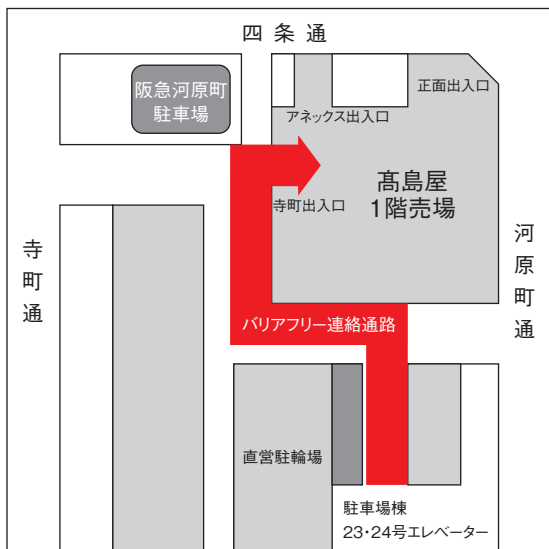 四条通
阪急河原町
駐車場
正面出入口
アネックス出入口
髙島屋
1階売場
寺町出入口
寺町通
河原町通
バリアフリー連絡通路
直営駐輪場
駐車場棟
23・24号エレベーター